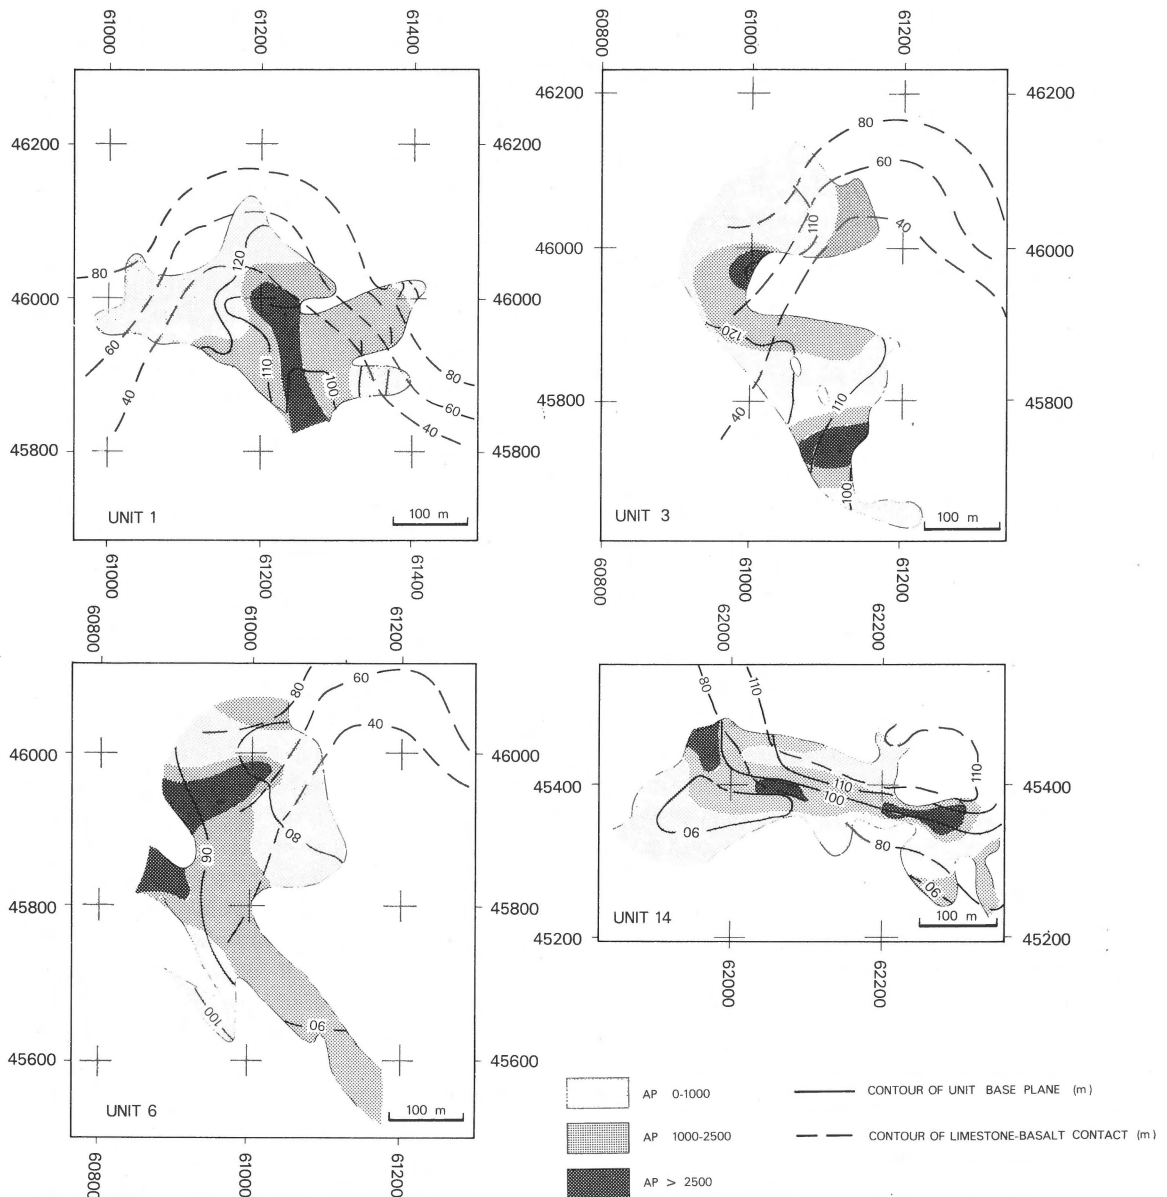 61000 61200 61400
60800 61000 61200
46200 46200
46200 46200
80 60
120 40
46000 46000
46000 110 46000
80
60 110 100 80
40 60
40
120
45800 45800
40 110
45800 45800
100
UNIT 1 100 m
UNIT 3 100 m
61000 61200 61400
60800 61000 61200
60800 61000 61200
62000 62200
80 60
40
80 110
46000 46000
110
45400 110 45400
100
80 90
90 80
90
45800 45800
UNIT 14 100 m
45200 45200
100 90
62000 62200
45600 45600
UNIT 6 100 m
60800 61000 61200
AP 0-1000 CONTOUR OF UNIT BASE PLANE (m)
AP 1000-2500 CONTOUR OF LIMESTONE-BASALT CONTACT (m)
AP > 2500